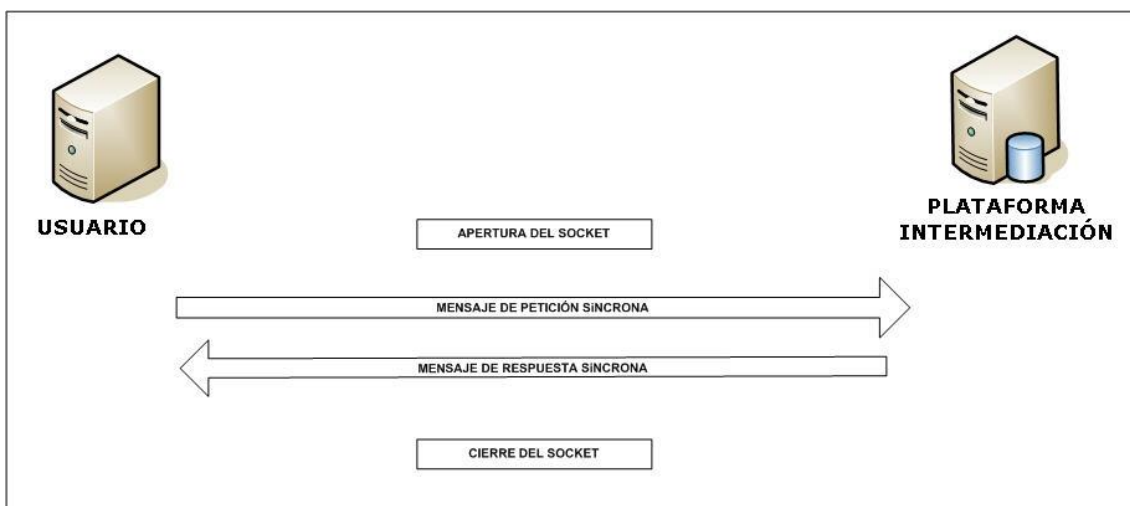 USUARIO
PLATAFORMA
INTERMEDIACIÓN
APERTURA DEL SOCKET
MENSAJE DE PETICIÓN SíNCRONA
MENSAJE DE RESPUESTA SíNCRONA
CIERRE DEL SOCKET